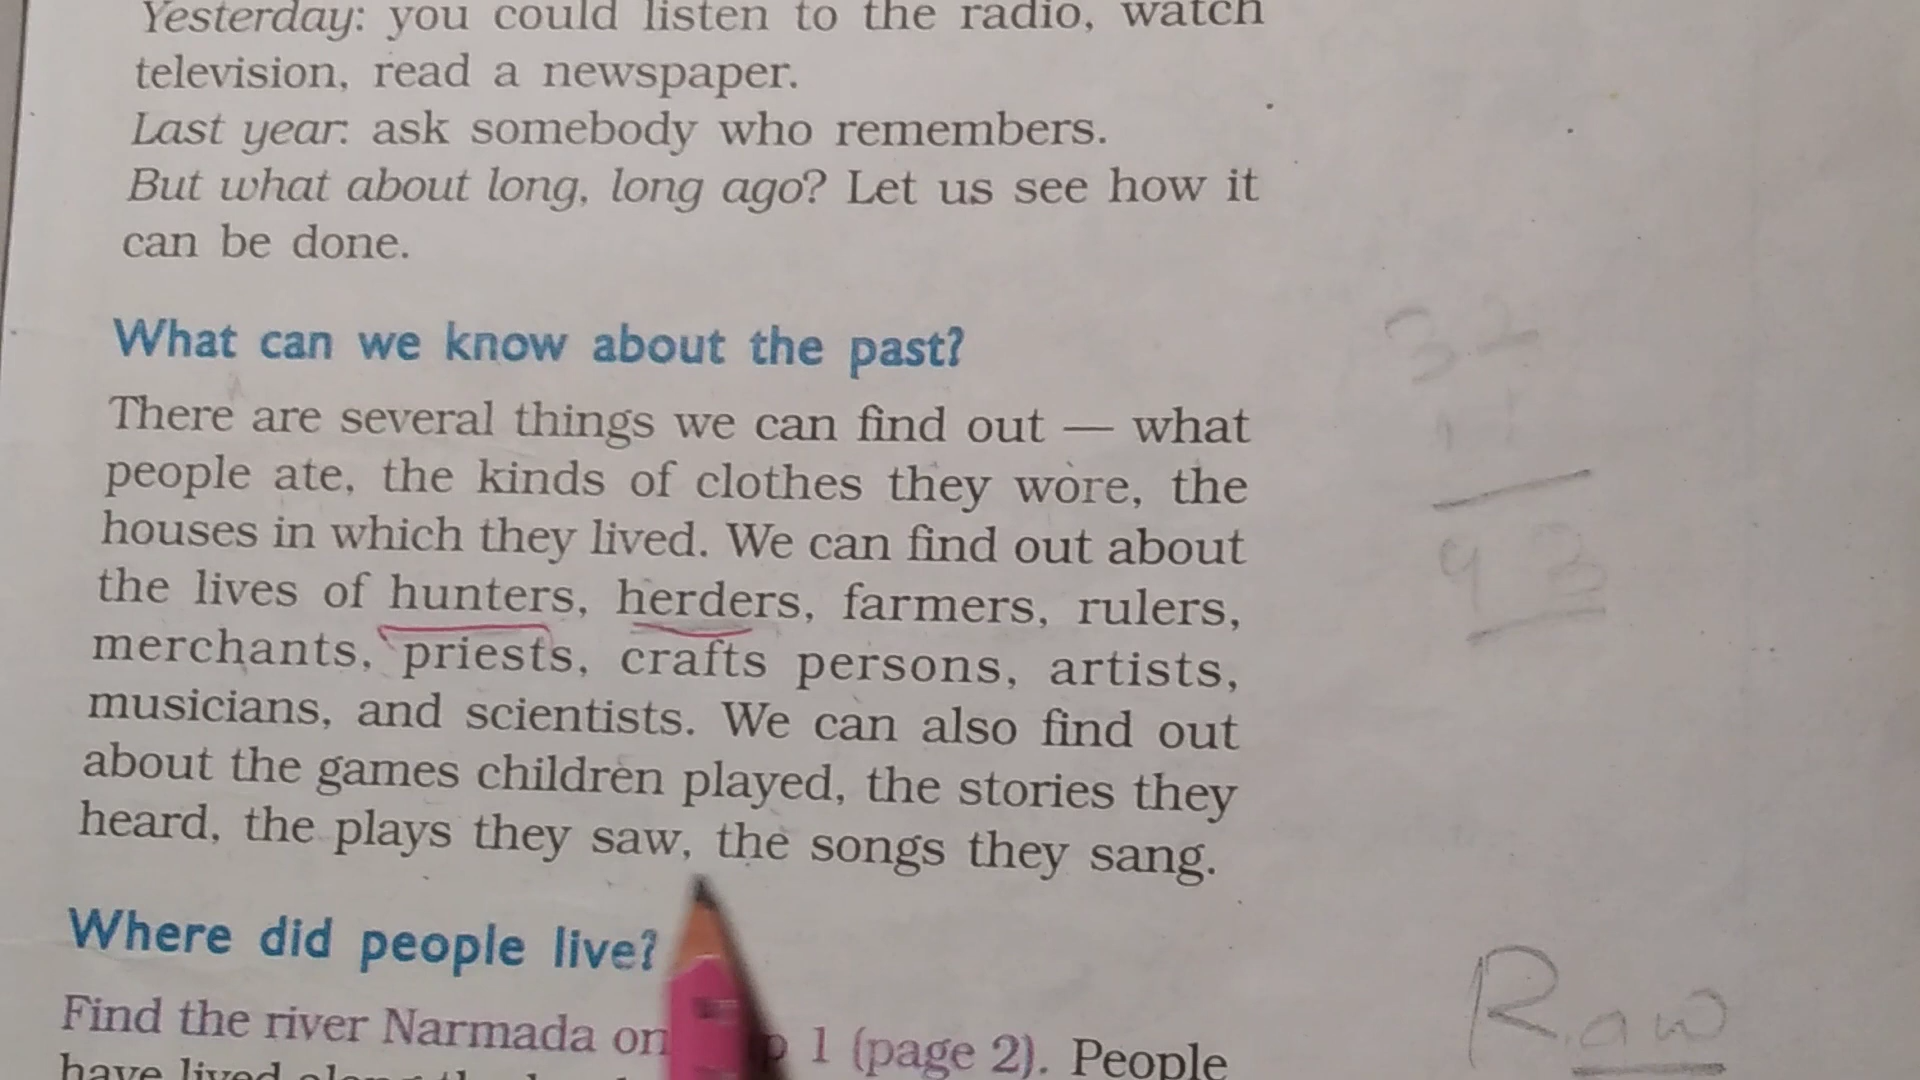 Yesterday: you could listen to the radio, watch
television, read a newspaper.
Last year: ask somebody who remembers.
But what about long, long ago? Let us see how it
can be done.
What can we know about the past?
There are several things we can find out — what
people ate, the kinds of clothes they wore, the
houses in which they lived. We can find out about
the lives of hunters, herders, farmers, rulers,
merchants, priests, crafts persons, artists,
musicians, and scientists. We can also find out
about the games children played, the stories they
heard, the plays they saw, the songs they sang.
Where did people live?
Find the river Narmada on 1 (page 2). People
have lived
32
Raw